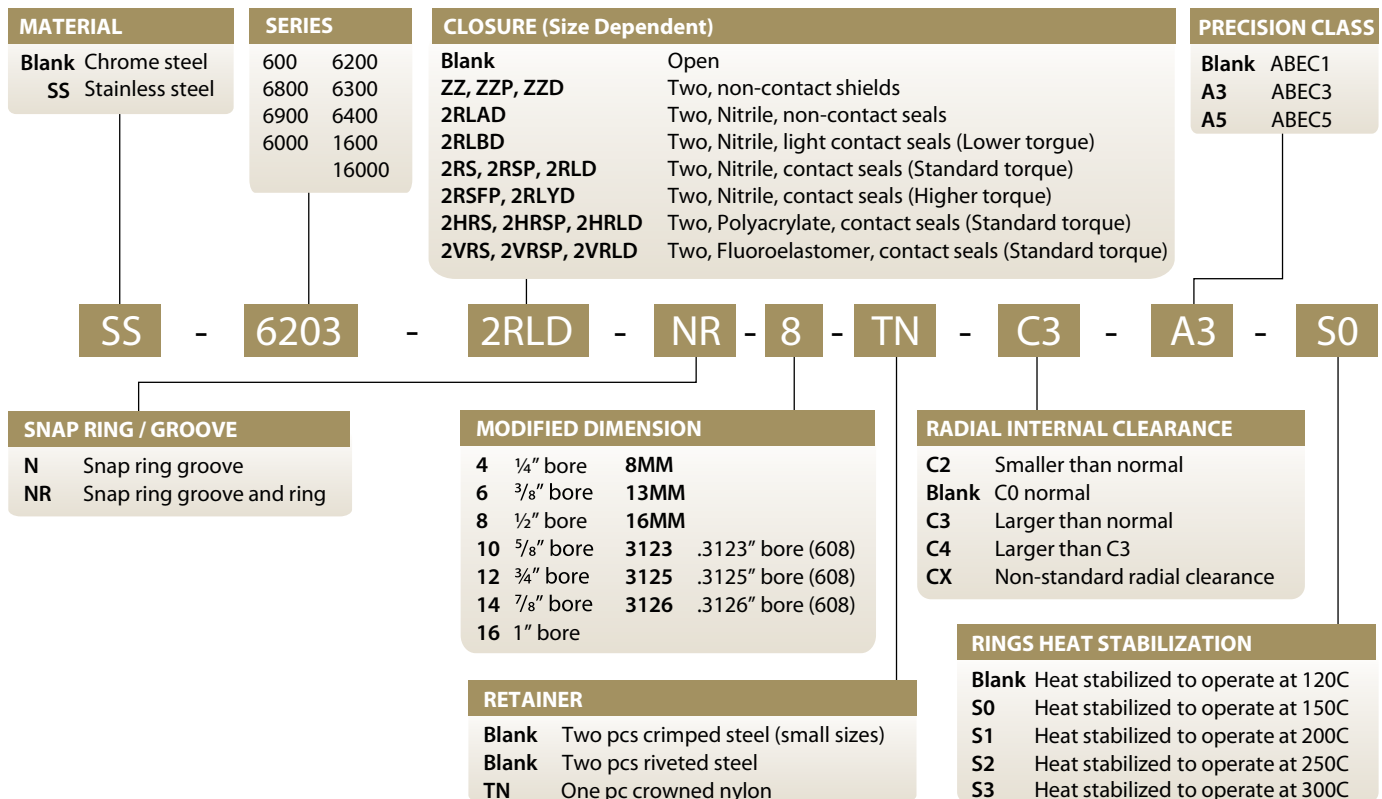 MATERIAL
Blank Chrome steel
SS Stainless steel
SERIES
600 6200
6800 6300
6900 6400
6000 1600
16000
CLOSURE (Size Dependent)
Blank Open
ZZ, ZZP, ZZD Two, non-contact shields
2RLAD Two, Nitrile, non-contact seals
2RLBD Two, Nitrile, light contact seals (Lower torgue)
2RS, 2RSP, 2RLD Two, Nitrile, contact seals (Standard torque)
2RSFP, 2RLYD Two, Nitrile, contact seals (Higher torque)
2HRS, 2HRSP, 2HRLD Two, Polyacrylate, contact seals (Standard torque)
2VRS, 2VRSP, 2VRLD Two, Fluoroelastomer, contact seals (Standard torque)
PRECISION CLASS
Blank ABEC1
A3 ABEC3
A5 ABEC5
SS - 6203 - 2RLD - NR - 8 - TN - C3 - A3 - S0
SNAP RING / GROOVE
N Snap ring groove
NR Snap ring groove and ring
MODIFIED DIMENSION
4 ¼" bore 8MM
6 ³/₈" bore 13MM
8 ½" bore 16MM
10 ⁵/₈" bore 3123 .3123" bore (608)
12 ¾" bore 3125 .3125" bore (608)
14 ⁷/₈" bore 3126 .3126" bore (608)
16 1" bore
RADIAL INTERNAL CLEARANCE
C2 Smaller than normal
Blank C0 normal
C3 Larger than normal
C4 Larger than C3
CX Non-standard radial clearance
RETAINER
Blank Two pcs crimped steel (small sizes)
Blank Two pcs riveted steel
TN One pc crowned nylon
RINGS HEAT STABILIZATION
Blank Heat stabilized to operate at 120C
S0 Heat stabilized to operate at 150C
S1 Heat stabilized to operate at 200C
S2 Heat stabilized to operate at 250C
S3 Heat stabilized to operate at 300C